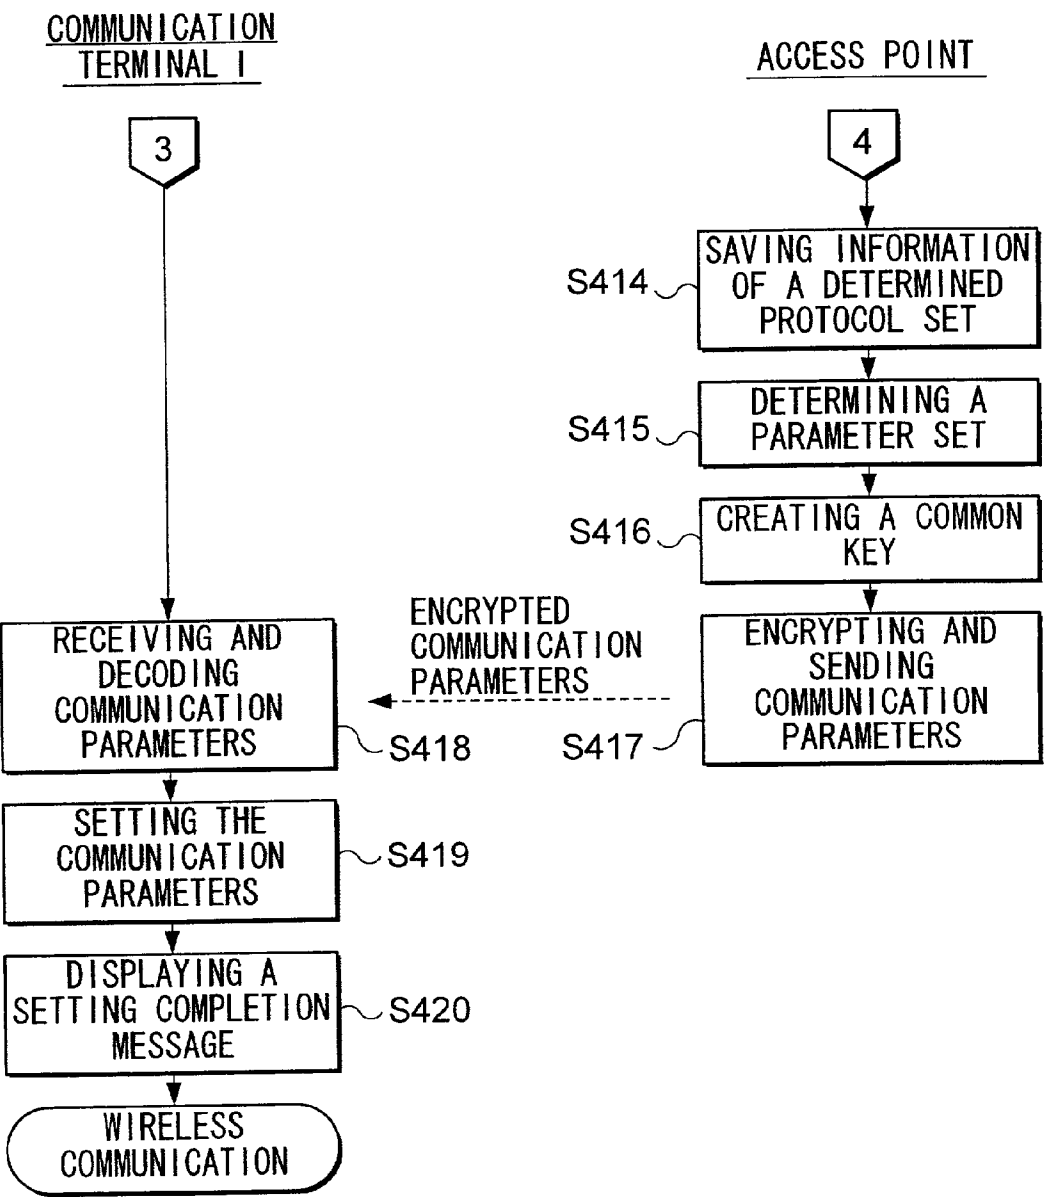 COMMUNICATION
TERMINAL 1
3
ACCESS POINT
4
SAVING INFORMATION
OF A DETERMINED
PROTOCOL SET
S414
DETERMINING A
PARAMETER SET
S415
CREATING A COMMON
KEY
S416
ENCRYPTING AND
SENDING
COMMUNICATION
PARAMETERS
S417
ENCRYPTED
COMMUNICATION
PARAMETERS
RECEIVING AND
DECODING
COMMUNICATION
PARAMETERS
S418
SETTING THE
COMMUNICATION
PARAMETERS
S419
DISPLAYING A
SETTING COMPLETION
MESSAGE
S420
WIRELESS
COMMUNICATION